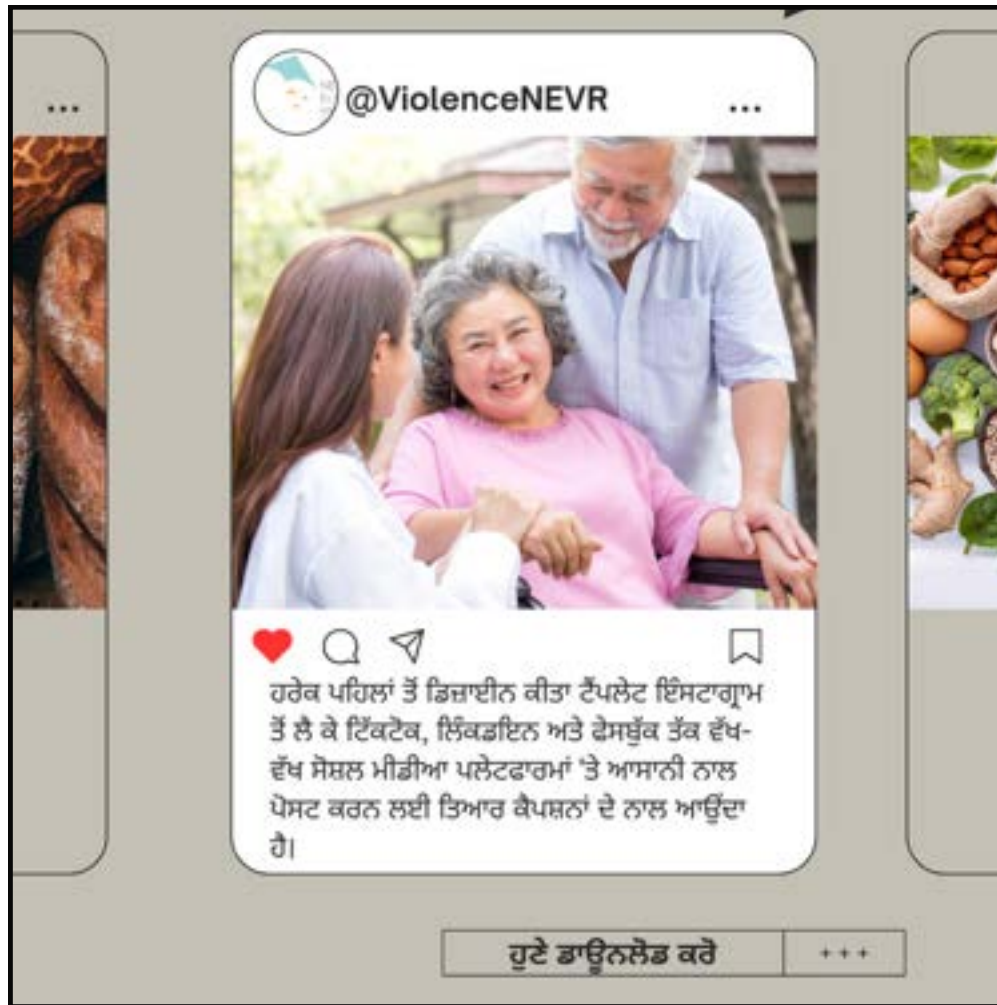 @ViolenceNEVR
ਹਰੇਕ ਪਹਿਲਾਂ ਤੋਂ ਡਿਜ਼ਾਈਨ ਕੀਤਾ ਟੈਂਪਲੇਟ ਇੰਸਟਾਗ੍ਰਾਮ
ਤੋਂ ਲੈ ਕੇ ਟਿੱਕਟੋਕ, ਲਿੰਕਡਇਨ ਅਤੇ ਫੇਸਬੁੱਕ ਤੱਕ ਵੱਖ-
ਵੱਖ ਸੋਸ਼ਲ ਮੀਡੀਆ ਪਲੇਟਫਾਰਮਾਂ 'ਤੇ ਆਸਾਨੀ ਨਾਲ
ਪੋਸਟ ਕਰਨ ਲਈ ਤਿਆਰ ਕੈਪਸ਼ਨਾਂ ਦੇ ਨਾਲ ਆਉਂਦਾ
ਹੈ।
ਹੁਣੇ ਡਾਊਨਲੋਡ ਕਰੋ